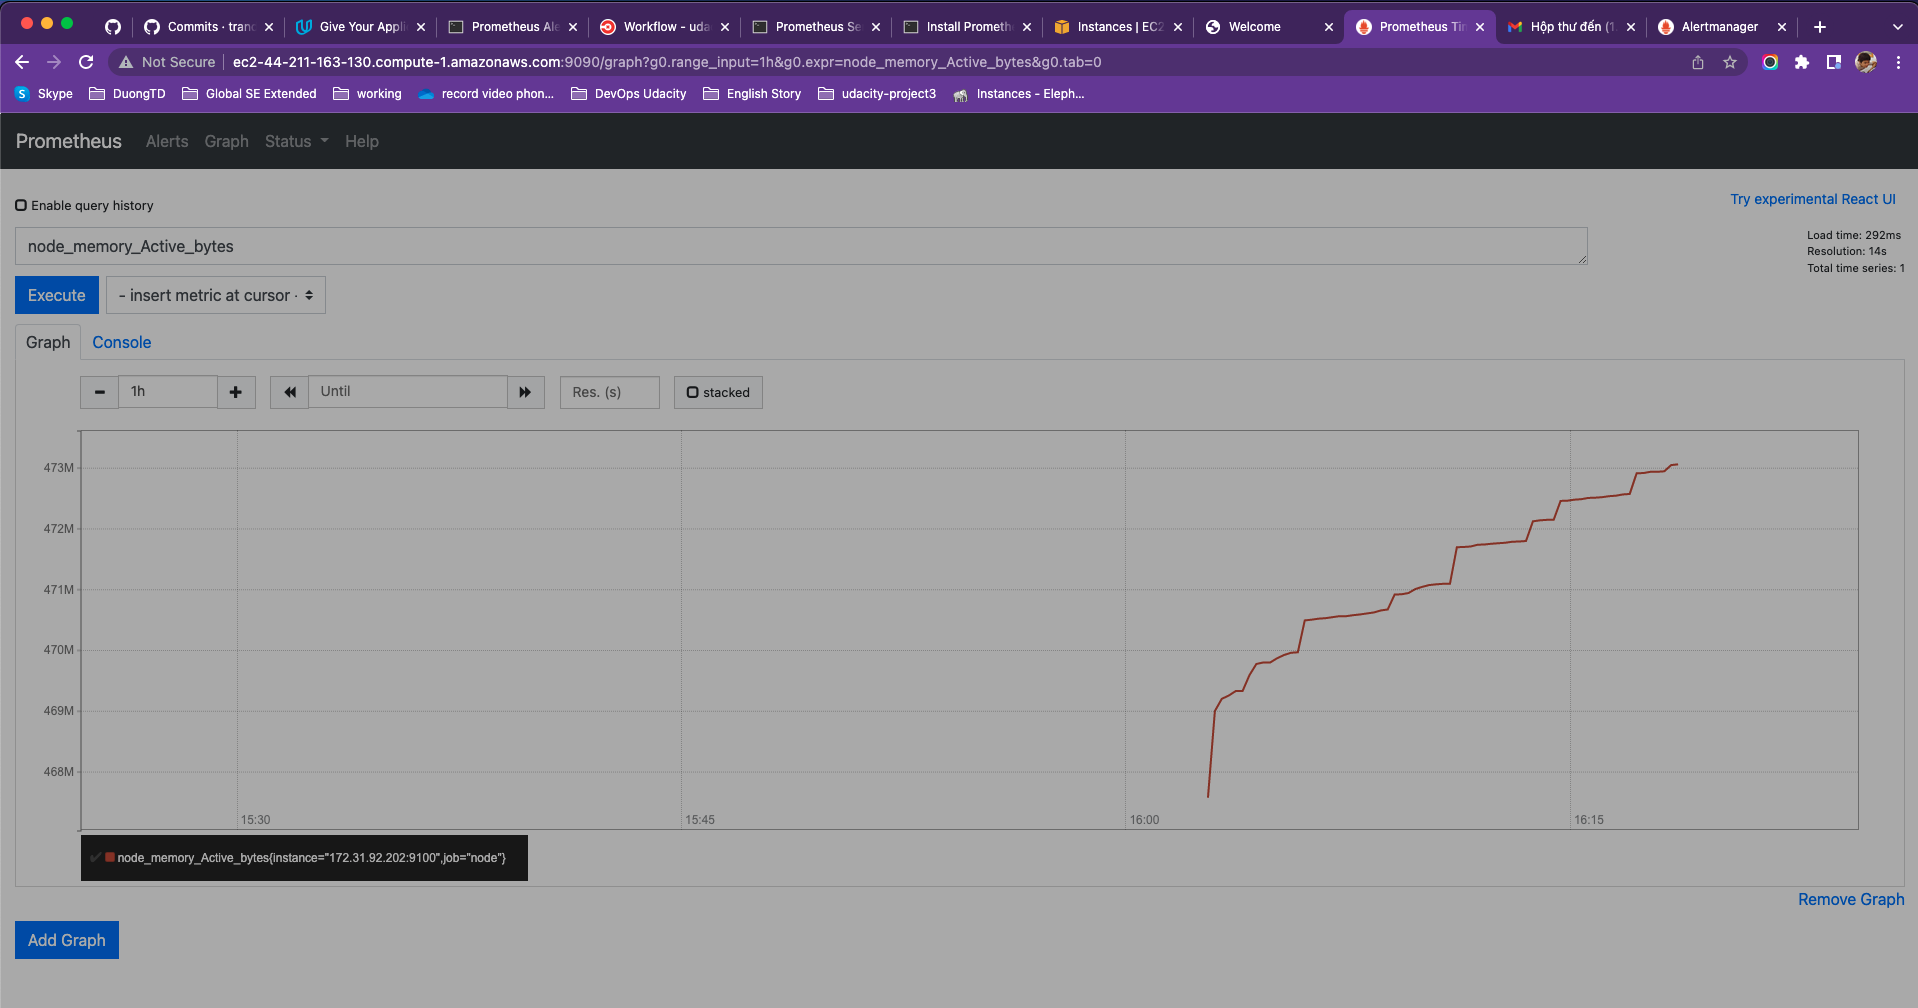 Commits · tranc
Give Your Appli
Prometheus Ale
Workflow - uda
Prometheus Se
Install Prometh
Instances | EC2
Welcome
Prometheus Tim
Hộp thư đến (1
Alertmanager
Not Secure
ec2-44-211-163-130.compute-1.amazonaws.com:9090/graph?g0.range_input=1h&g0.expr=node_memory_Active_bytes&g0.tab=0
Skype
DuongTD
Global SE Extended
working
record video phon...
DevOps Udacity
English Story
udacity-project3
Instances - Eleph...
Prometheus
Alerts
Graph
Status
Help
Enable query history
Try experimental React UI
node_memory_Active_bytes
Load time: 292ms
Resolution: 14s
Total time series: 1
Execute
- insert metric at cursor -
Graph
Console
1h
Until
Res. (s)
stacked
473M
472M
471M
470M
469M
468M
15:30
15:45
16:00
16:15
node_memory_Active_bytes{instance="172.31.92.202:9100",job="node"}
Remove Graph
Add Graph